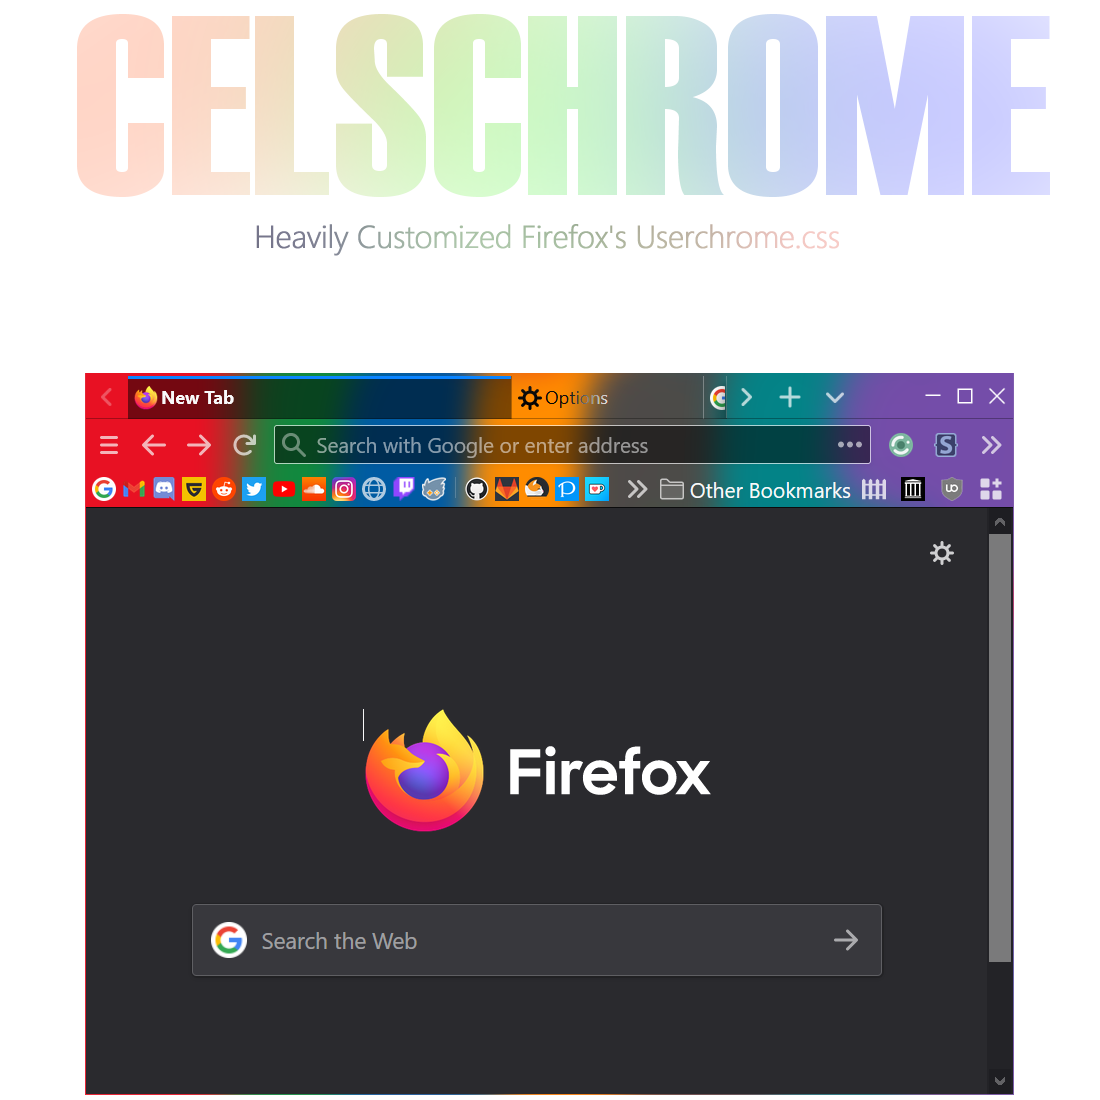 CELSCHROME
Heavily Customized Firefox's Userchrome.css
New Tab
Options
Search with Google or enter address
Other Bookmarks
Firefox
Search the Web